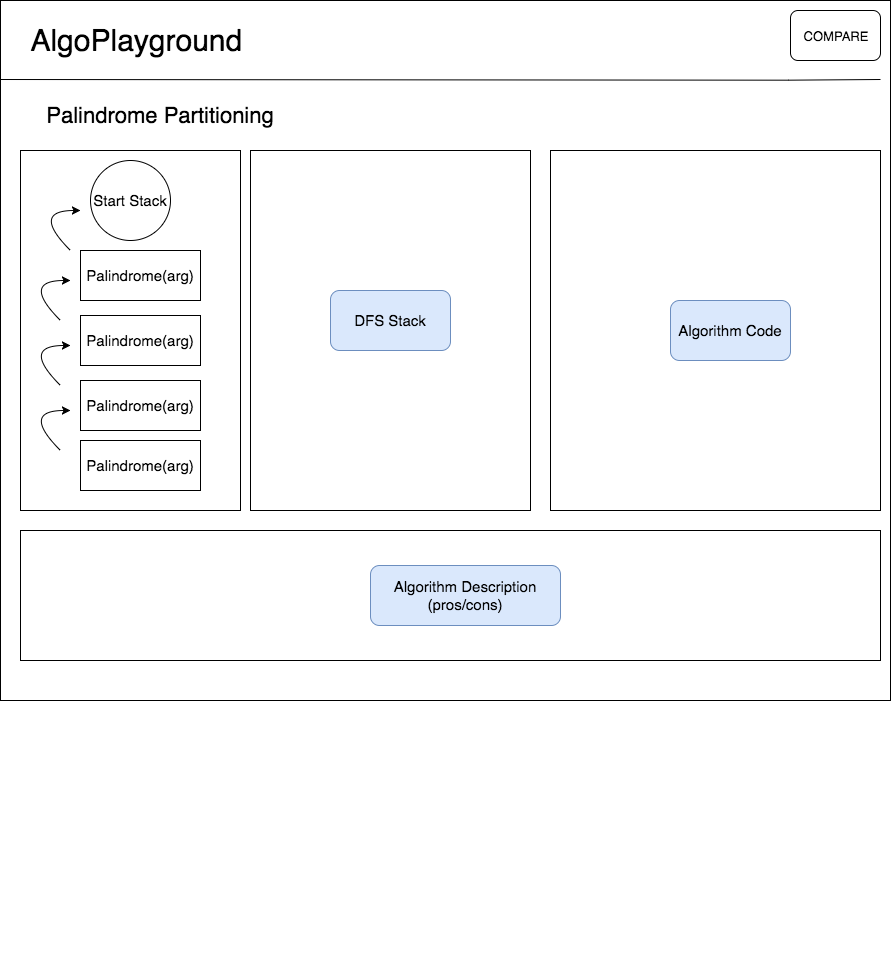 AlgoPlayground
COMPARE
Palindrome Partitioning
Start Stack
Palindrome(arg)
Palindrome(arg)
Palindrome(arg)
Palindrome(arg)
DFS Stack
Algorithm Code
Algorithm Description
(pros/cons)